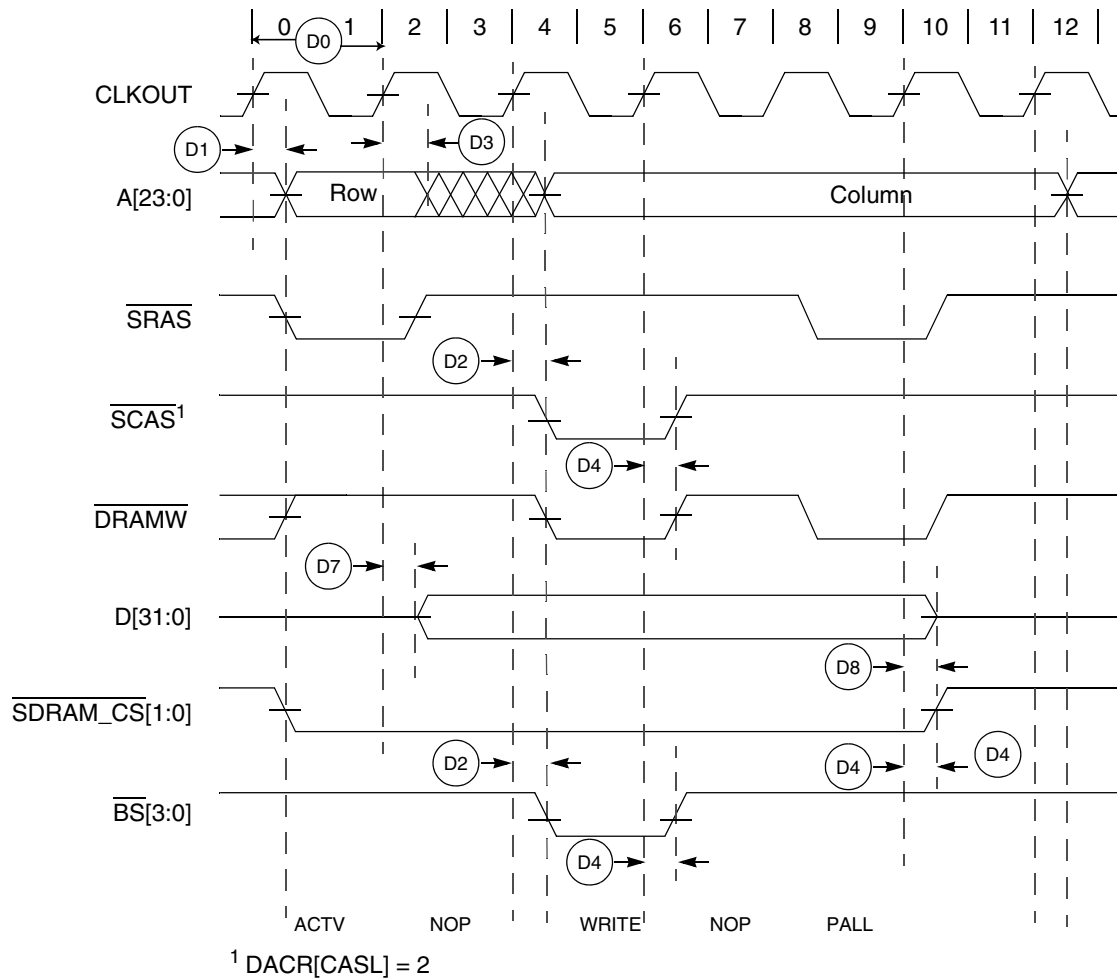 0 1 2 3 4 5 6 7 8 9 10 11 12
D0
CLKOUT
D1
D3
A[23:0]
Row
Column
SRAS
D2
SCAS1
D4
DRAMW
D7
D[31:0]
D8
SDRAM_CS[1:0]
D2
D4
D4
BS[3:0]
D4
ACTV NOP WRITE NOP PALL
1 DACR[CASL] = 2